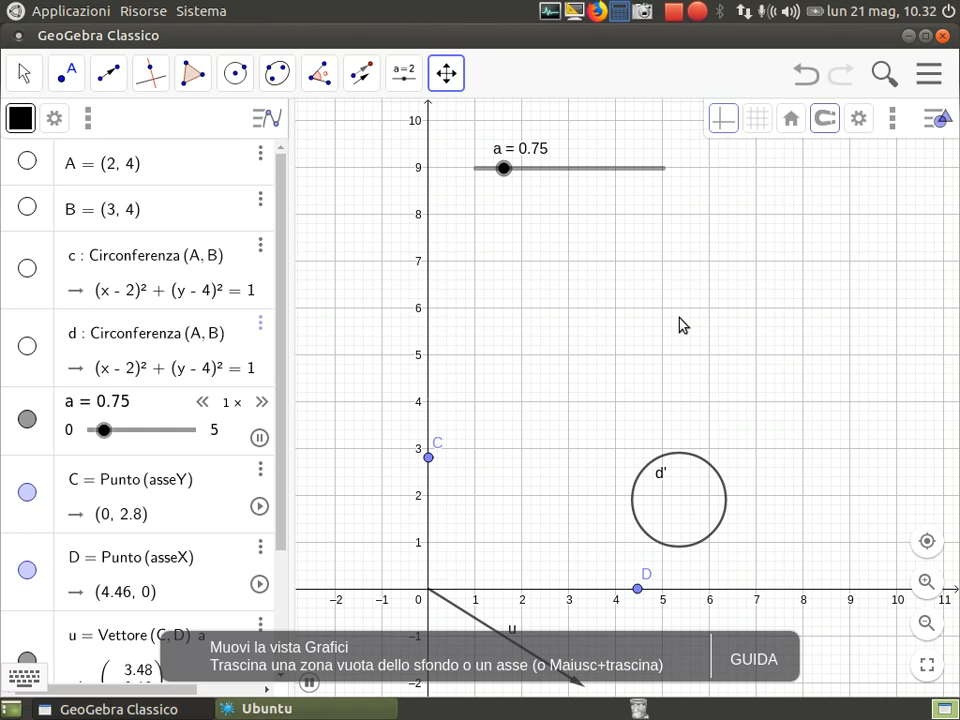 Applicazioni Risorse Sistema
lun 21 mag, 10.32
GeoGebra Classico
A
a=2
A = (2, 4)
B = (3, 4)
c : Circonferenza (A, B)
→ (x - 2)² + (y - 4)² = 1
d : Circonferenza (A, B)
→ (x - 2)² + (y - 4)² = 1
a = 0.75
1 ×
0
5
C = Punto (asseY)
→ (0, 2.8)
D = Punto (asseX)
→ (4.46, 0)
u = Vettore (C, D) a
3.48
10
a = 0.75
9
8
7
6
5
4
3
C
d'
2
1
D
−2 −1 0 1 2 3 4 5 6 7 8 9 10 11
−1
u
−2
Muovi la vista Grafici
Trascina una zona vuota dello sfondo o un asse (o Maiusc+trascina)
GUIDA
GeoGebra Classico
Ubuntu